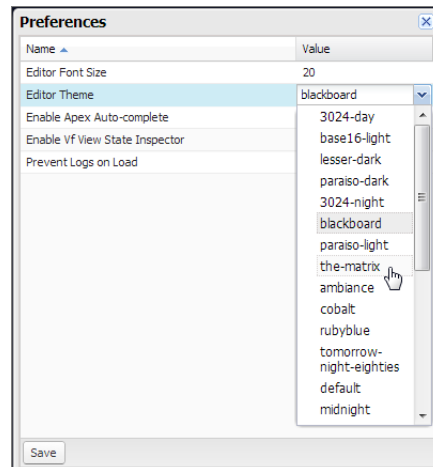 Preferences
Name Value
Editor Font Size 20
Editor Theme blackboard
Enable Apex Auto-complete
Enable Vf View State Inspector
Prevent Logs on Load
3024-day
base16-light
lesser-dark
paraiso-dark
3024-night
blackboard
paraiso-light
the-matrix
ambiance
cobalt
rubyblue
tomorrow-
night-eighties
default
midnight
Save